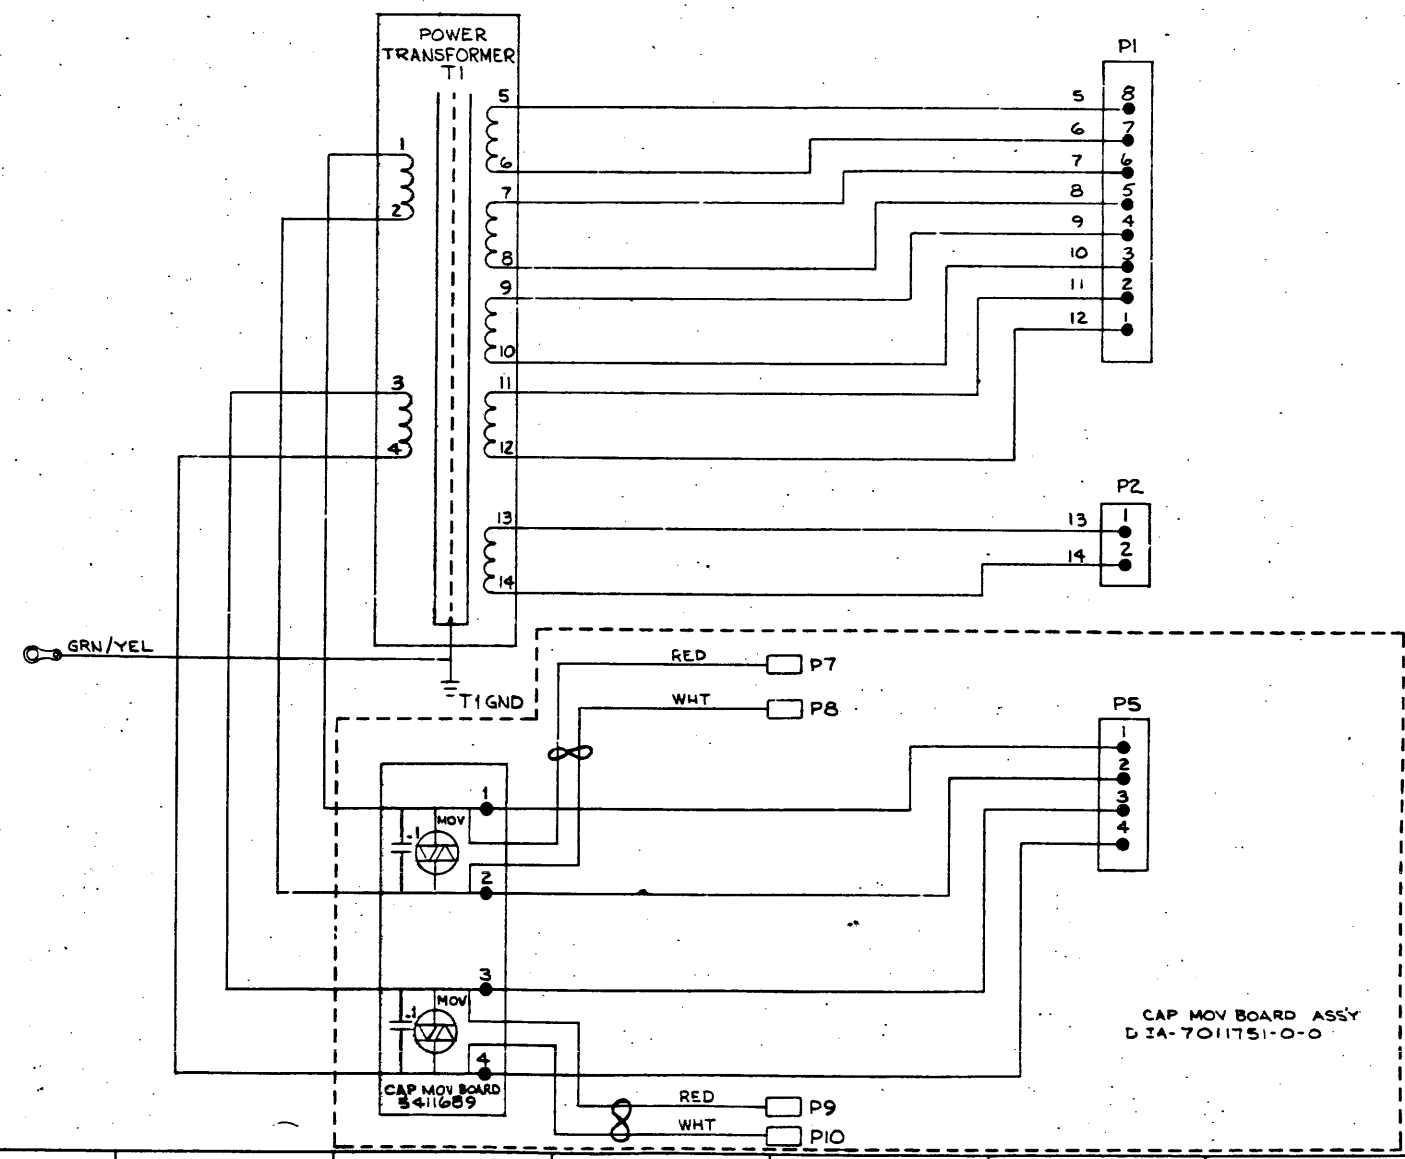 POWER
TRANSFORMER
T1
P1
5
5
8
6
7
1
6
7
6
7
8
5
2
8
9
4
9
10
3
11
2
10
12
1
3
11
4
12
P2
13
13
1
14
2
14
GRN/YEL
RED
P7
T1 GND
WHT
P8
P5
1
2
3
4
1
MOV
.1
2
3
MOV
.1
4
CAP MOV BOARD
5411689
CAP MOV BOARD ASS'Y
D IA-7011751-0-0
RED
P9
WHT
P10